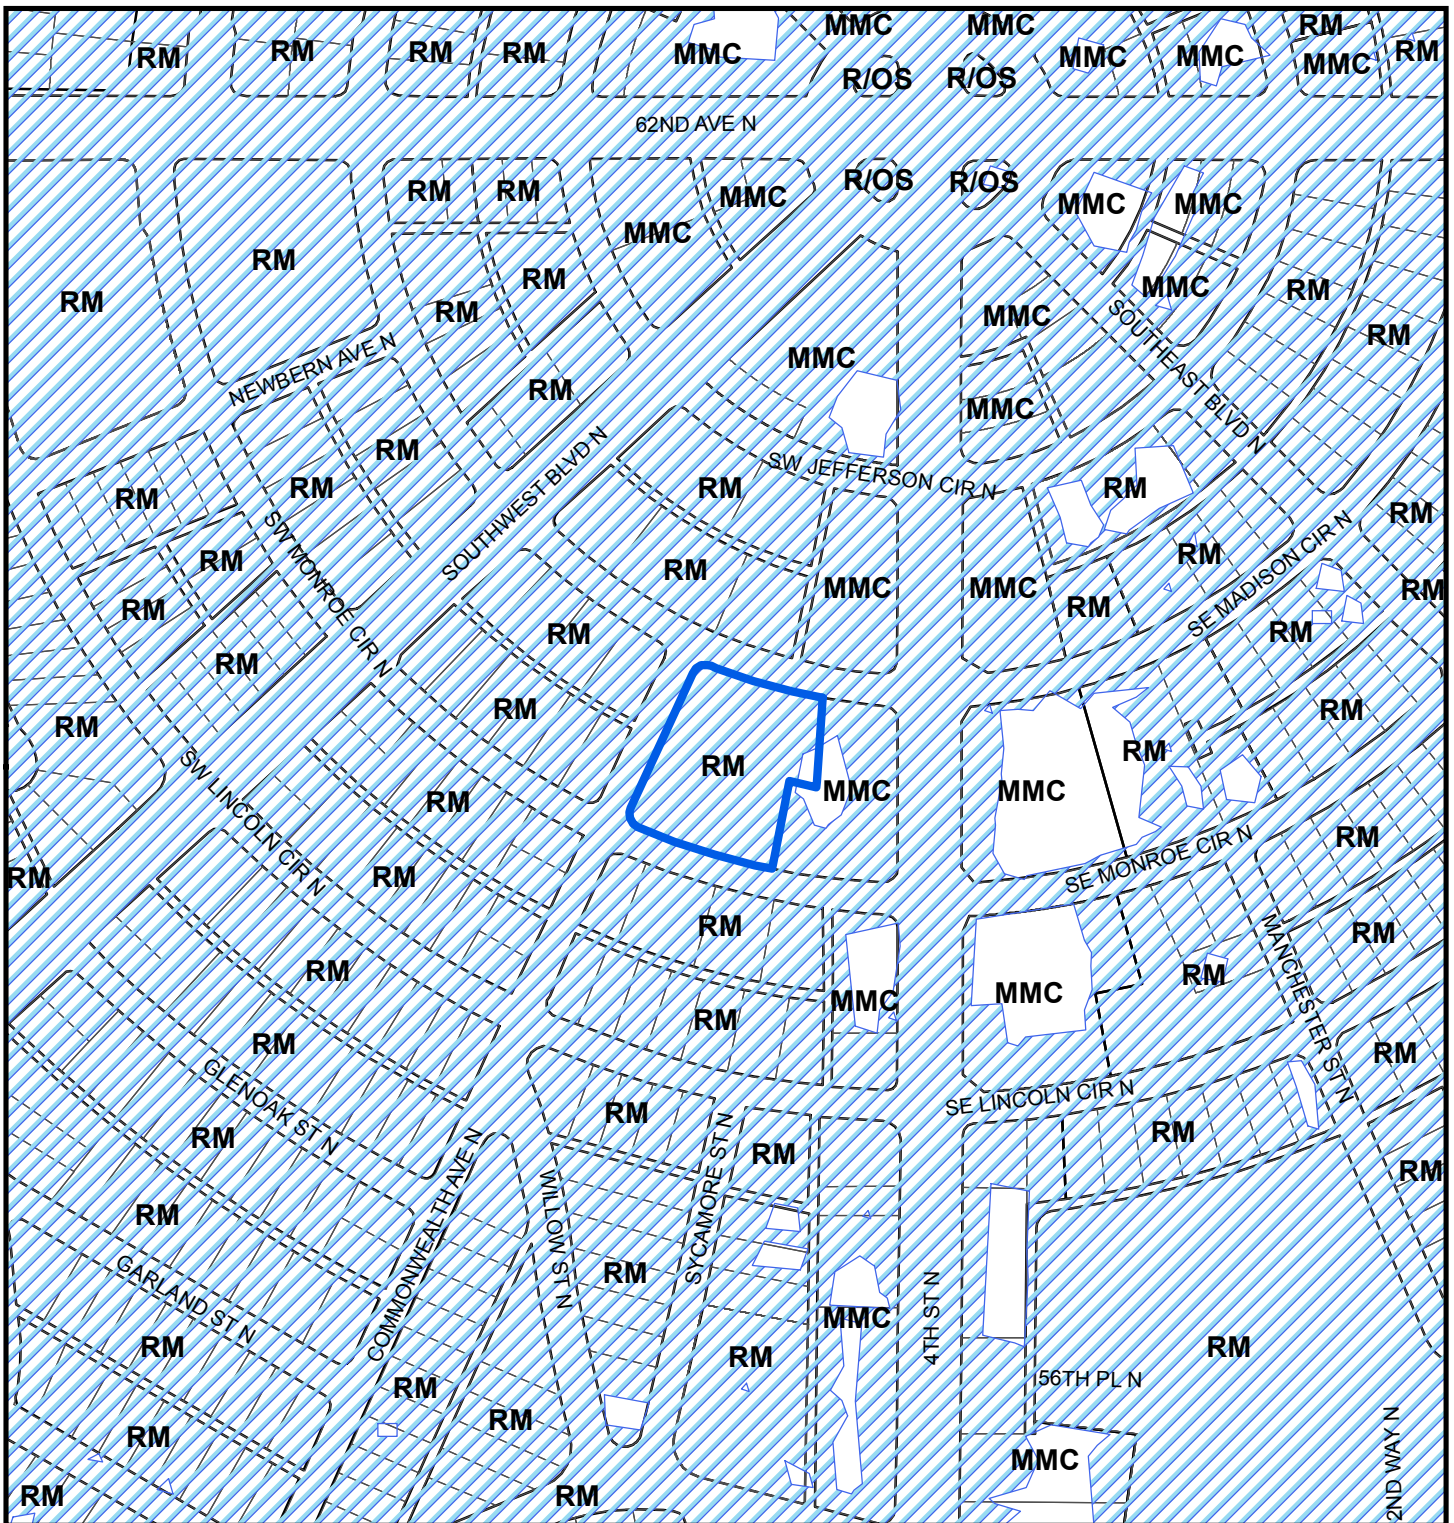 MMC
MMC
RM
RM
RM
RM
RM
MMC
MMC
MMC
MMC
RM
R/OS
R/OS
62ND AVE N
R/OS
R/OS
RM
RM
MMC
MMC
MMC
MMC
RM
MMC
RM
RM
MMC
RM
RM
MMC
SOUTHEAST BLVD N
RM
NEWBERN AVE N
MMC
RM
MMC
RM
SOUTHWEST BLVD N
SW JEFFERSON CIR N
RM
RM
RM
RM
RM
SW MONROE CIR N
SE MADISON CIR N
RM
RM
RM
MMC
MMC
RM
RM
RM
RM
RM
RM
RM
RM
RM
RM
SW LINCOLN CIR N
RM
RM
MMC
MMC
RM
SE MONROE CIR N
RM
RM
RM
RM
MANCHESTER ST N
RM
RM
RM
MMC
MMC
RM
RM
RM
GLENOAK ST N
SE LINCOLN CIR N
RM
RM
RM
RM
RM
COMMONWEALTH AVE N
WILLOW ST N
SYCAMORE ST N
RM
GARLAND ST N
RM
4TH ST N
MMC
RM
RM
RM
56TH PL N
RM
RM
RM
2ND WAY N
MMC
RM
RM